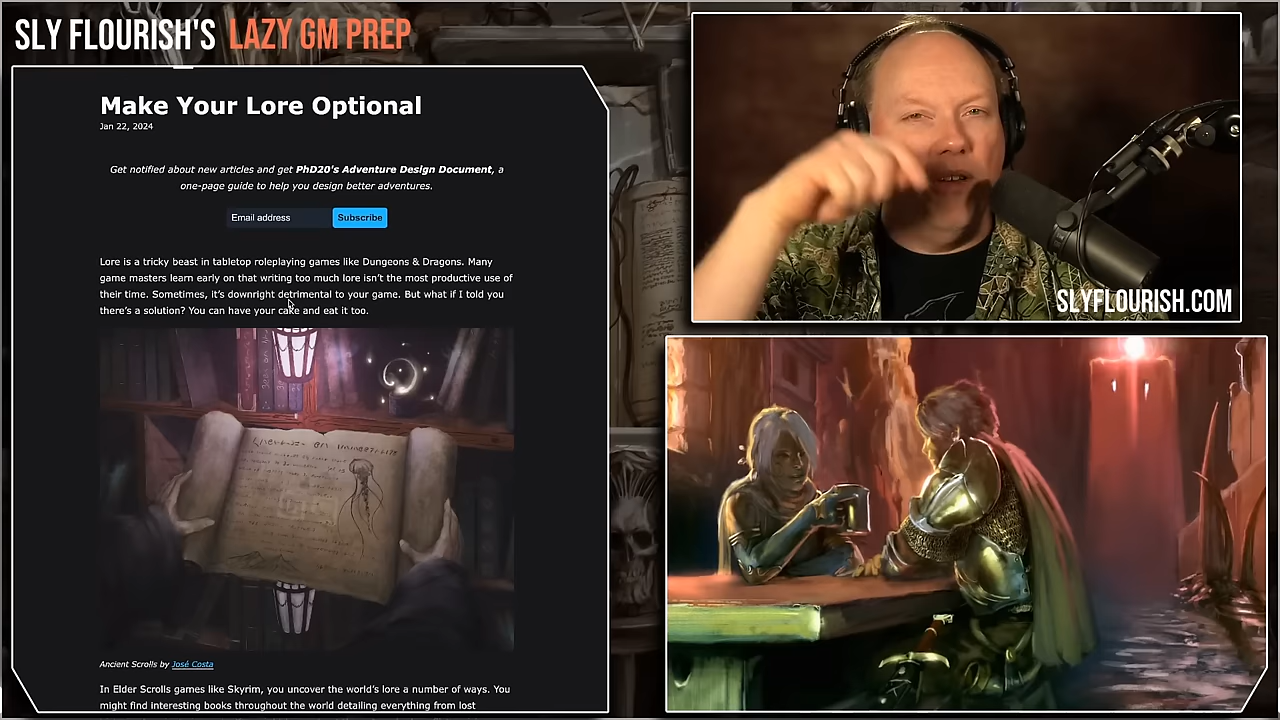 SLY FLOURISH'S LAZY GM PREP
Make Your Lore Optional
Jan 22, 2024
Get notified about new articles and get PhD20's Adventure Design Document, a
one-page guide to help you design better adventures.
Email address Subscribe
Lore is a tricky beast in tabletop roleplaying games like Dungeons & Dragons. Many
game masters learn early on that writing too much lore isn't the most productive use of
their time. Sometimes, it's downright detrimental to your game. But what if I told you
there's a solution? You can have your cake and eat it too.
Ancient Scrolls by José Costa
In Elder Scrolls games like Skyrim, you uncover the world's lore a number of ways. You
might find interesting books throughout the world detailing everything from lost
SLYFLOURISH.COM